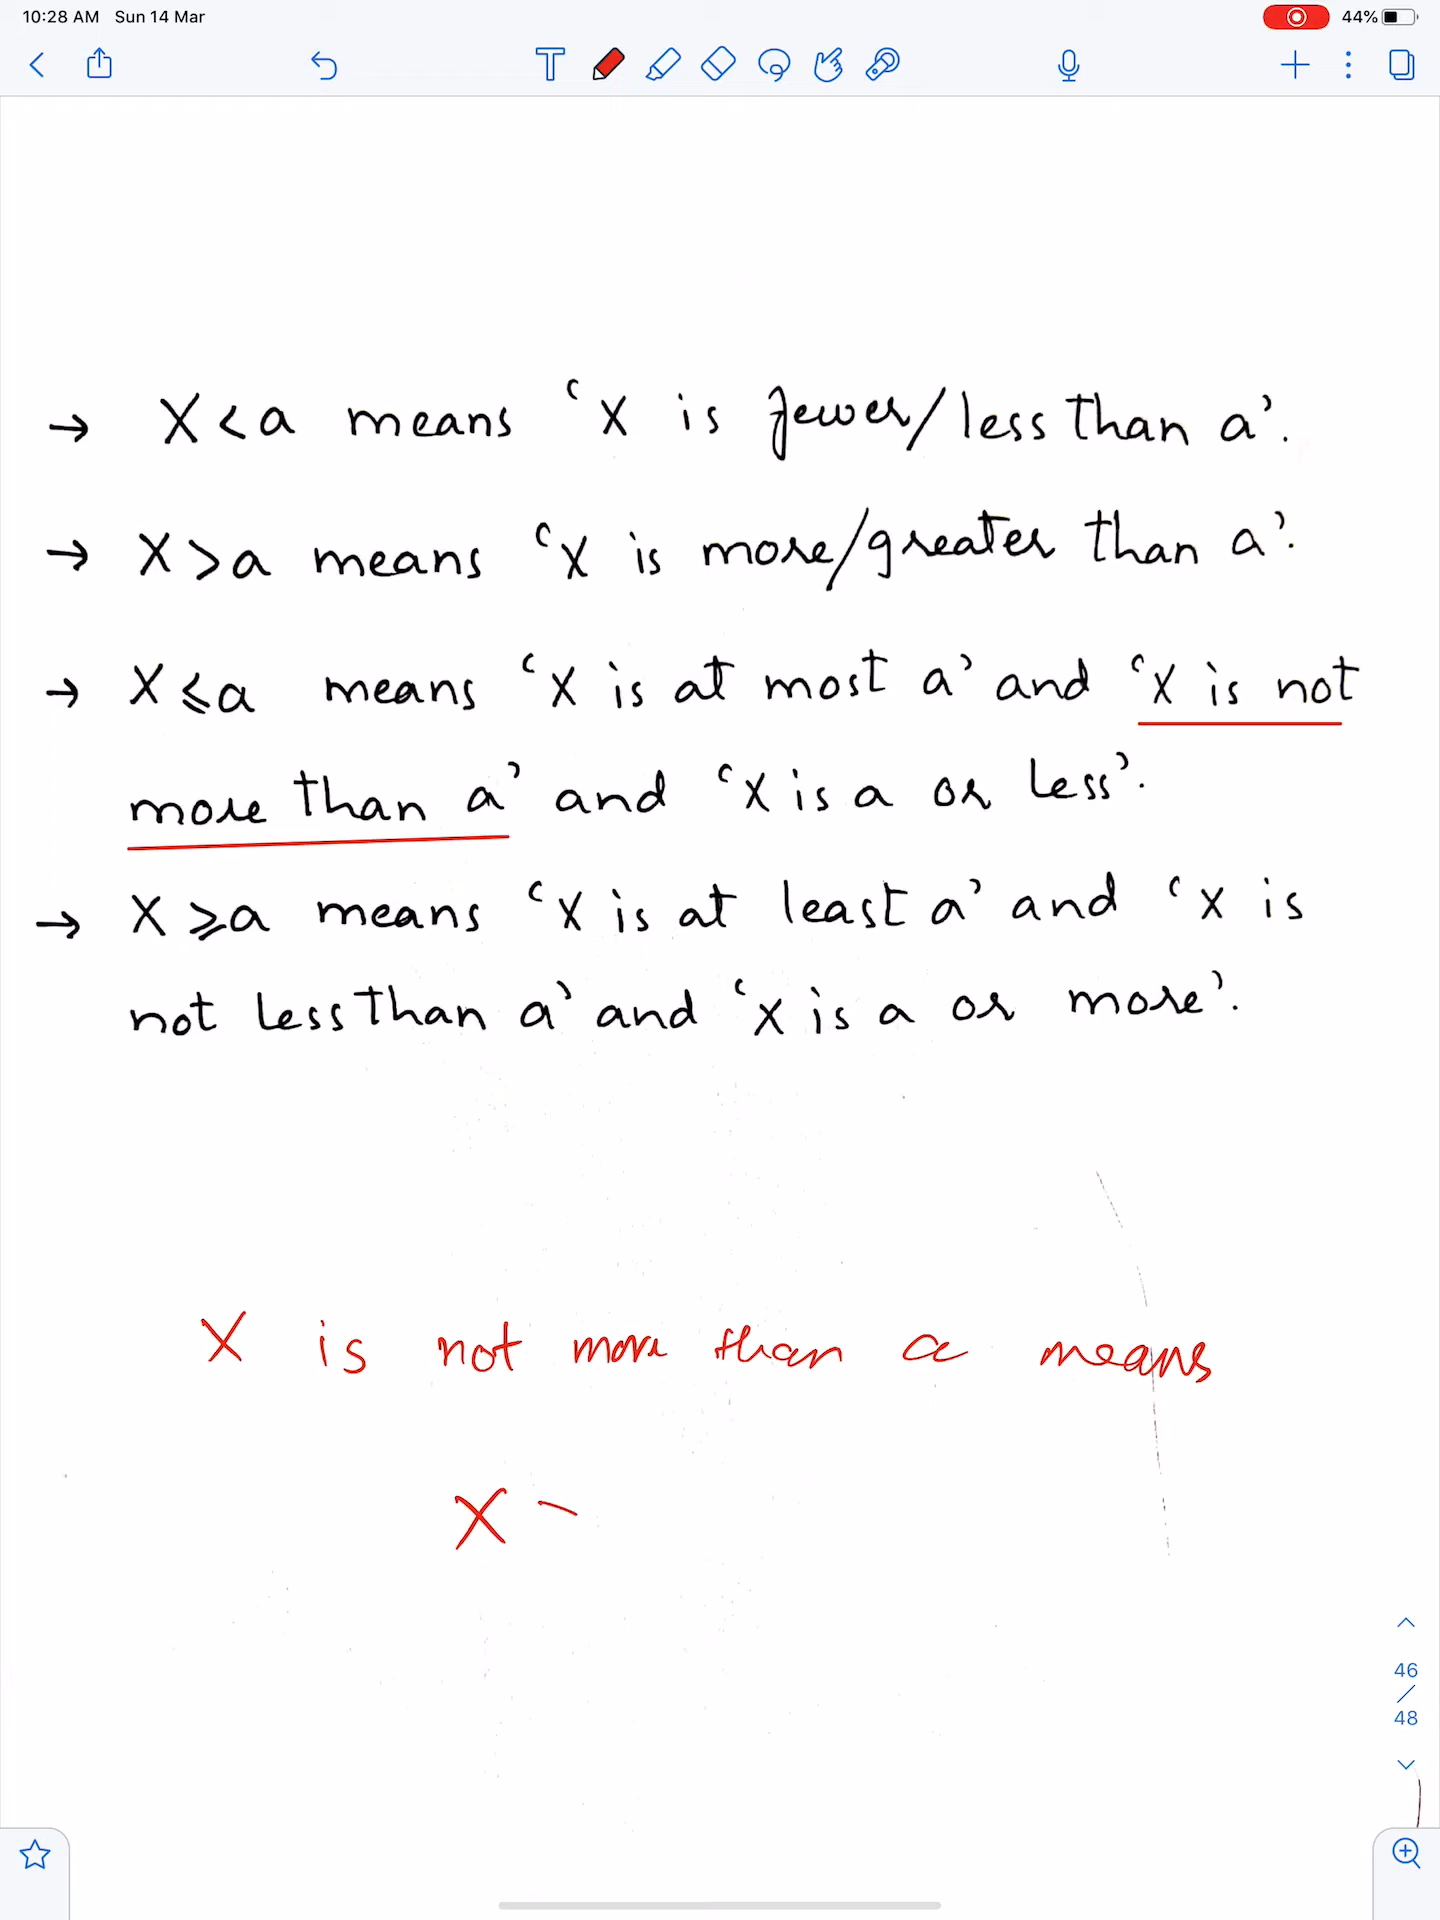 10:28 AM Sun 14 Mar 44%
→ X < a means ‘X is fewer/less than a’.
→ X > a means ‘X is more/greater than a’.
→ X ⩽ a means ‘X is at most a’ and ‘X is not
more than a’ and ‘X is a or less’.
→ X ⩾ a means ‘X is at least a’ and ‘X is
not less than a’ and ‘X is a or more’.
X is not more than a means
X
46
/
48